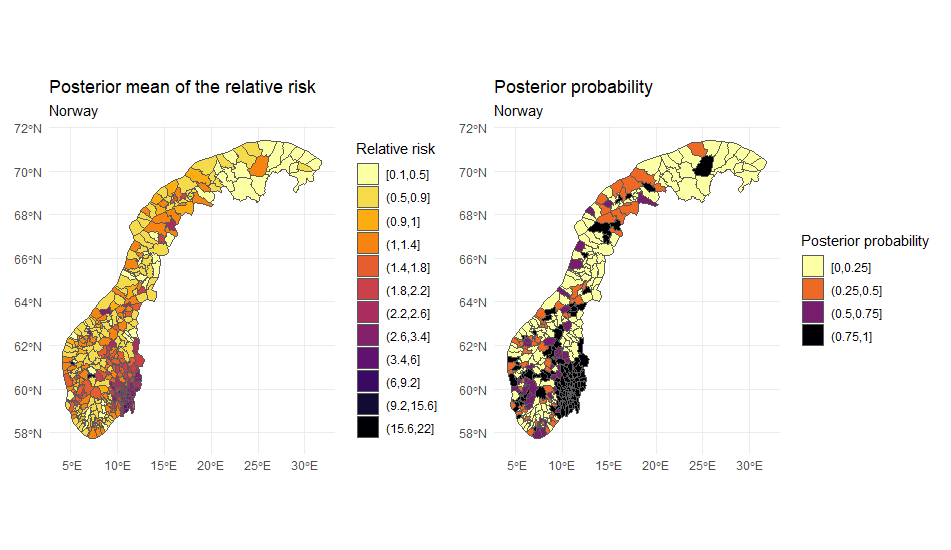 Posterior mean of the relative risk
Norway
72°N
70°N
68°N
66°N
64°N
62°N
60°N
58°N
5°E
10°E
15°E
20°E
25°E
30°E
Relative risk
[0.1,0.5]
(0.5,0.9]
(0.9,1]
(1,1.4]
(1.4,1.8]
(1.8,2.2]
(2.2,2.6]
(2.6,3.4]
(3.4,6]
(6,9.2]
(9.2,15.6]
(15.6,22]
Posterior probability
Norway
72°N
70°N
68°N
66°N
64°N
62°N
60°N
58°N
5°E
10°E
15°E
20°E
25°E
30°E
Posterior probability
[0,0.25]
(0.25,0.5]
(0.5,0.75]
(0.75,1]